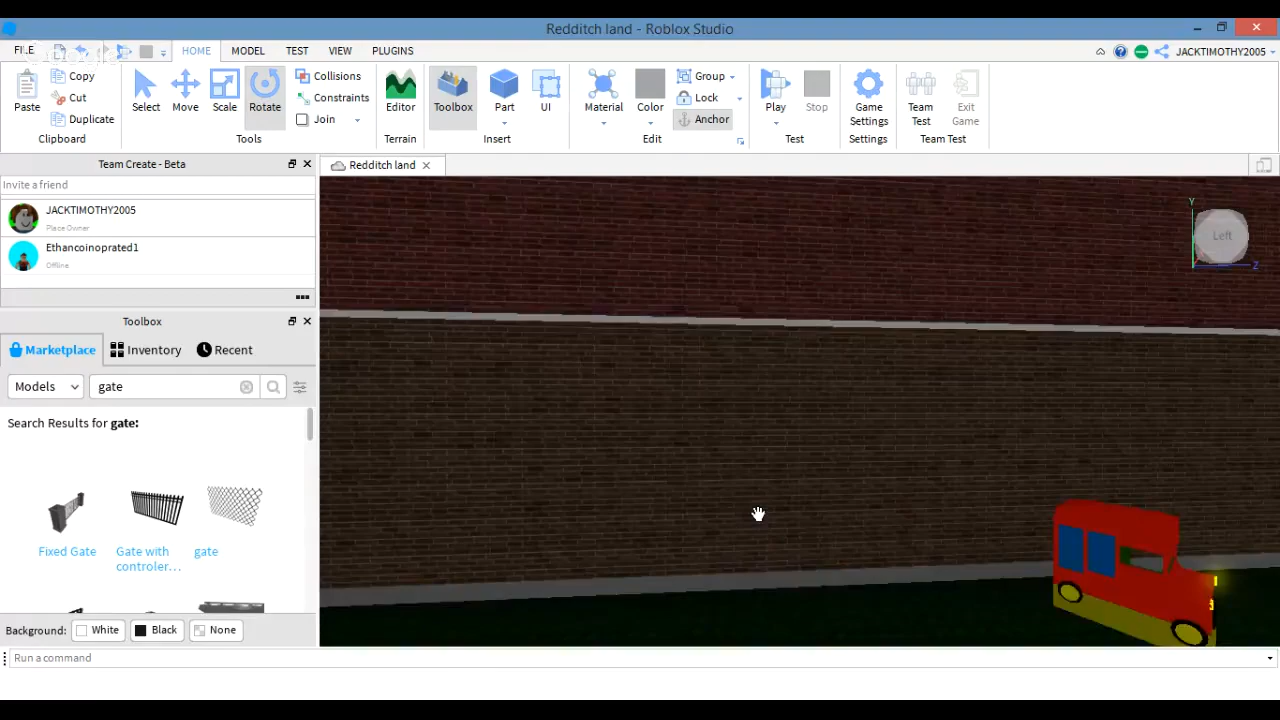 Redditch land - Roblox Studio
FILE
HOME MODEL TEST VIEW PLUGINS
JACKTIMOTHY2005
Paste
Copy
Cut
Duplicate
Clipboard
Select Move Scale Rotate
Collisions
Constraints
Join
Tools
Editor
Terrain
Toolbox Part UI
Insert
Material Color
Group
Lock
Anchor
Edit
Play Stop
Test
Game
Settings
Settings
Team
Test
Exit
Game
Team Test
Team Create - Beta
Redditch land
Invite a friend
JACKTIMOTHY2005
Place Owner
Ethancoinoprated1
Offline
Y
Left
Z
Toolbox
Marketplace Inventory Recent
Models gate
Search Results for gate:
Fixed Gate
Gate with
controler...
gate
Background: White Black None
Run a command